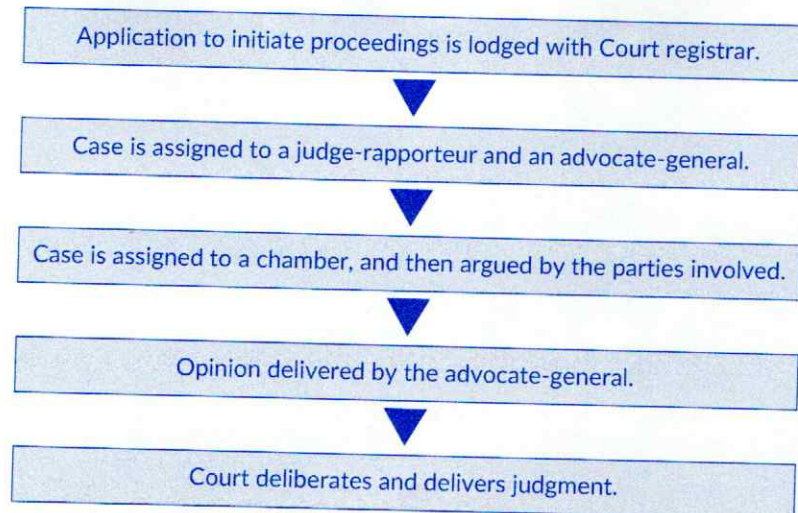 Application to initiate proceedings is lodged with Court registrar.
Case is assigned to a judge-rapporteur and an advocate-general.
Case is assigned to a chamber, and then argued by the parties involved.
Opinion delivered by the advocate-general.
Court deliberates and delivers judgment.